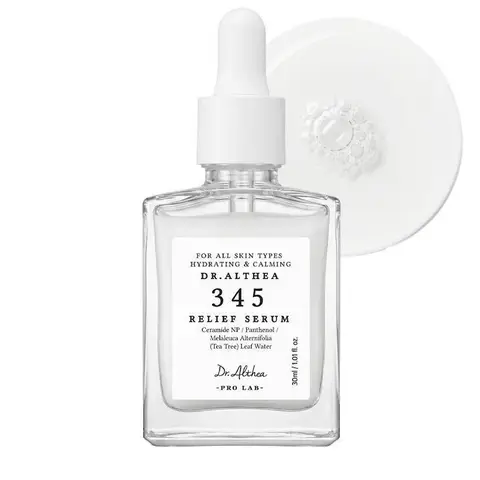 FOR ALL SKIN TYPES
HYDRATING & CALMING
DR.ALTHEA
345
RELIEF SERUM
Ceramide NP / Panthenol /
Melaleuca Alternifolia
(Tea Tree) Leaf Water
Dr.Althea
-PRO LAB-
30ml / 1.01 fl. oz.